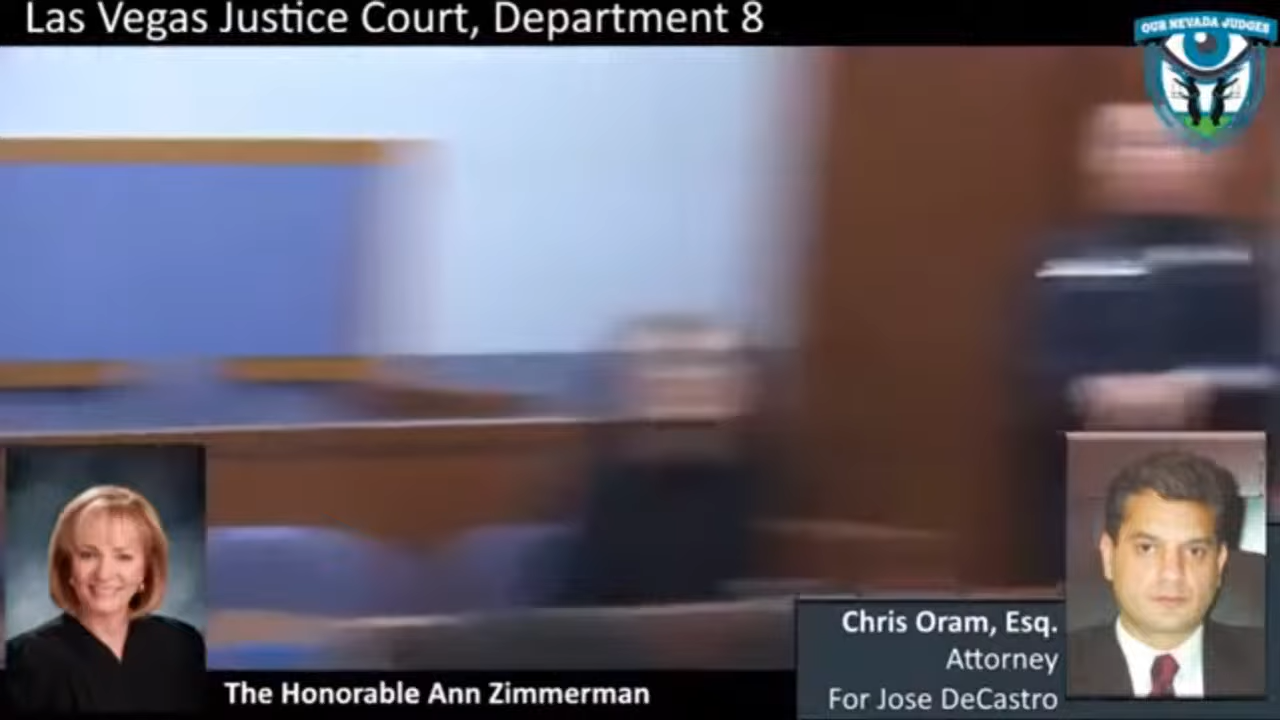 Las Vegas Justice Court, Department 8
OUR NEVADA JUDGES
Chris Oram, Esq.
Attorney
For Jose DeCastro
The Honorable Ann Zimmerman